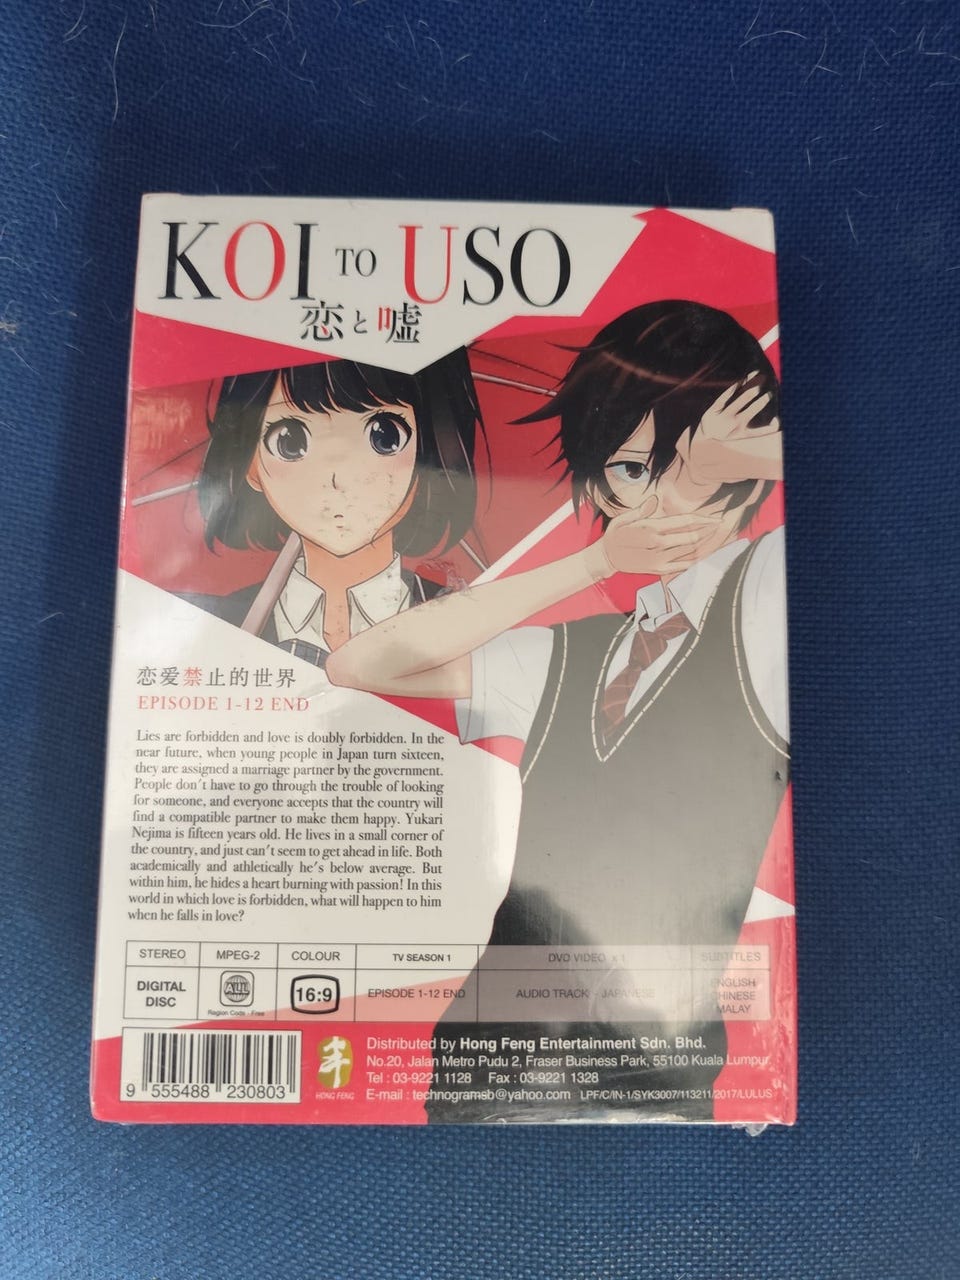 KOI TO USO
恋と嘘
恋爱禁止的世界
EPISODE 1-12 END
Lies are forbidden and love is doubly forbidden. In the
near future, when young people in Japan turn sixteen,
they are assigned a marriage partner by the government.
People don't have to go through the trouble of looking
for someone, and everyone accepts that the country will
find a compatible partner to make them happy. Yukari
Nejima is fifteen years old. He lives in a small corner of
the country, and just can't seem to get ahead in life. Both
academically and athletically he's below average. But
within him, he hides a heart burning with passion! In this
world in which love is forbidden, what will happen to him
when he falls in love?
STEREO MPEG-2 COLOUR TV SEASON 1 DVD VIDEO x 1 SUBTITLES
DIGITAL
DISC
ALL
Region Code - Free
16:9
EPISODE 1-12 END
AUDIO TRACK - JAPANESE
ENGLISH
CHINESE
MALAY
9 555488 230803
HONG FENG
Distributed by Hong Feng Entertainment Sdn. Bhd.
No.20, Jalan Metro Pudu 2, Fraser Business Park, 55100 Kuala Lumpur.
Tel : 03-9221 1128 Fax : 03-9221 1328
E-mail : technogramsb@yahoo.com LPF/C/IN-1/SYK3007/113211/2017/LULUS